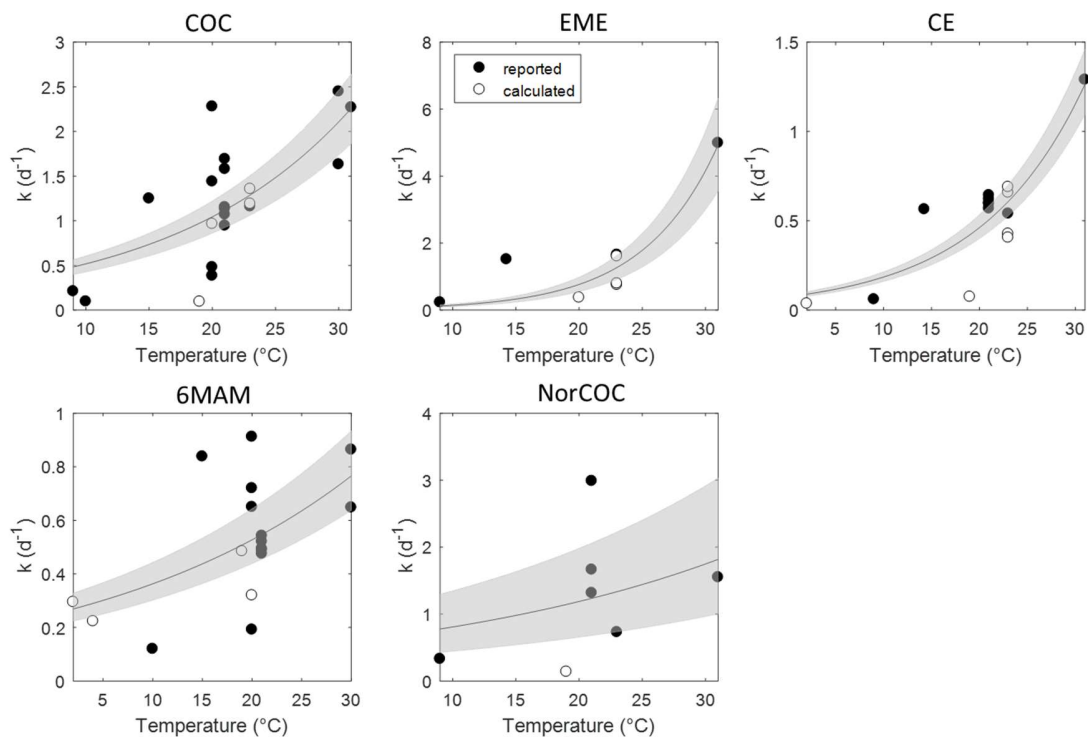 COC
3
2.5
2
1.5
1
0.5
0
10 15 20 25 30
k (d⁻¹)
Temperature (°C)
EME
8
6
4
2
0
10 15 20 25 30
k (d⁻¹)
Temperature (°C)
reported
calculated
CE
1.5
1
0.5
0
5 10 15 20 25 30
k (d⁻¹)
Temperature (°C)
6MAM
1
0.8
0.6
0.4
0.2
0
5 10 15 20 25 30
k (d⁻¹)
Temperature (°C)
NorCOC
4
3
2
1
0
10 15 20 25 30
k (d⁻¹)
Temperature (°C)